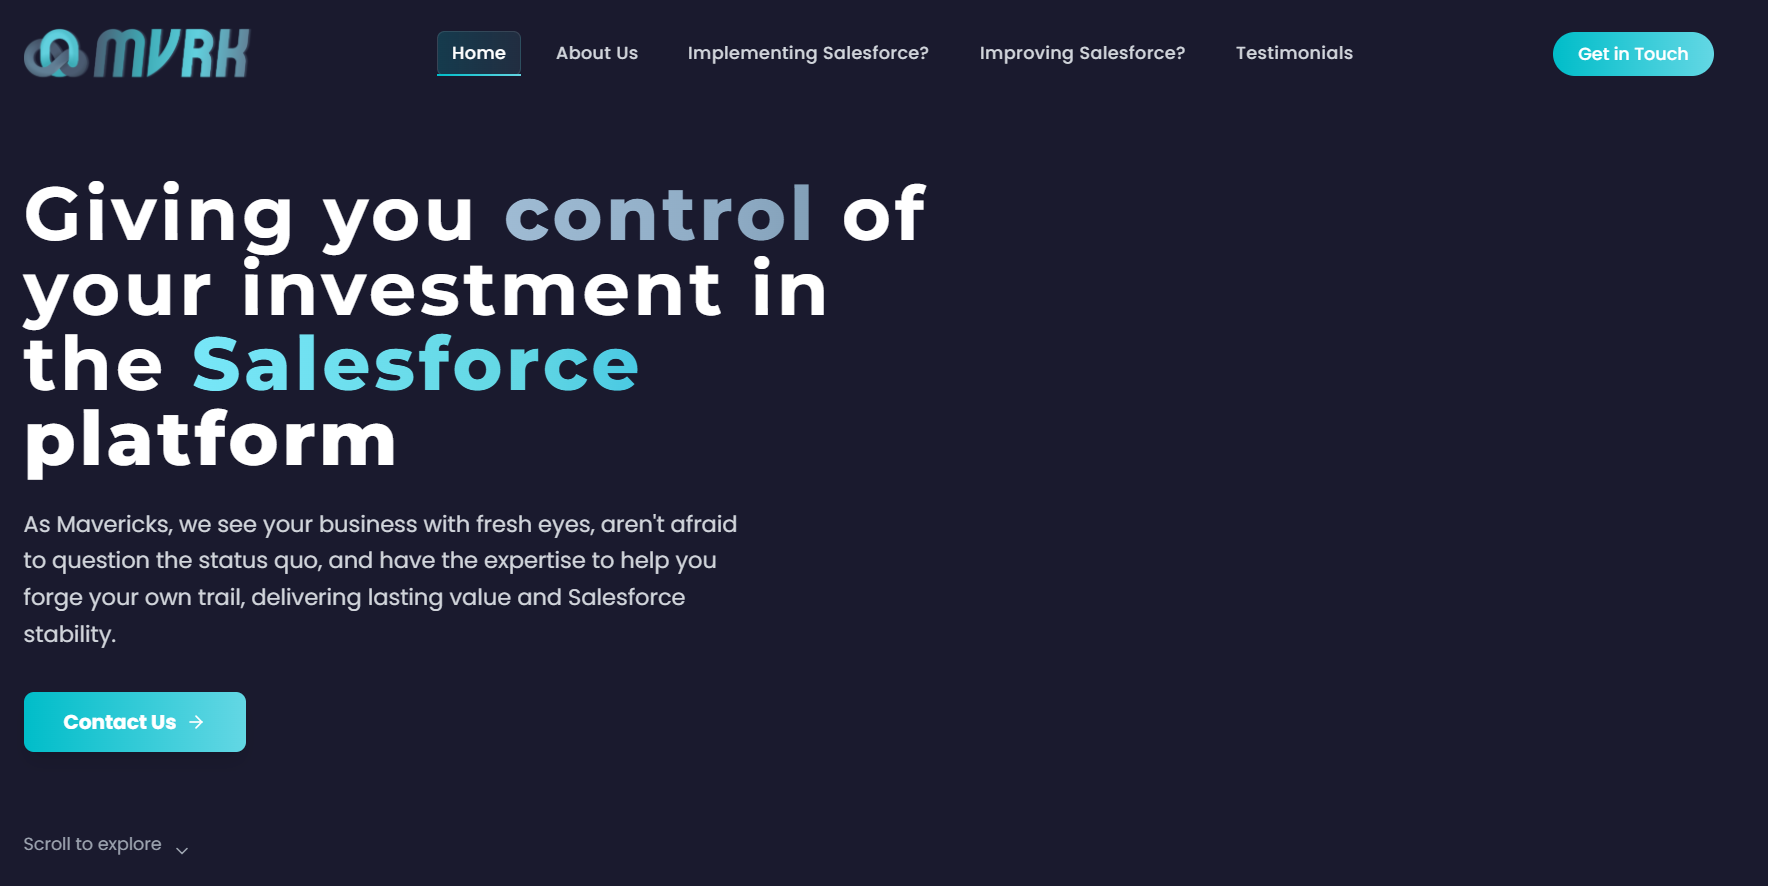 MVRK
Home
About Us
Implementing Salesforce?
Improving Salesforce?
Testimonials
Get in Touch
Giving you control of
your investment in
the Salesforce
platform
As Mavericks, we see your business with fresh eyes, aren't afraid
to question the status quo, and have the expertise to help you
forge your own trail, delivering lasting value and Salesforce
stability.
Contact Us
Scroll to explore